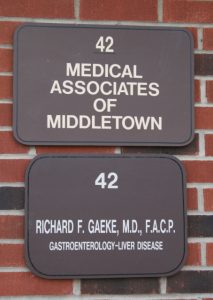 42
MEDICAL
ASSOCIATES
OF
MIDDLETOWN
42
RICHARD F. GAEKE, M.D., F.A.C.P.
GASTROENTEROLOGY-LIVER DISEASE